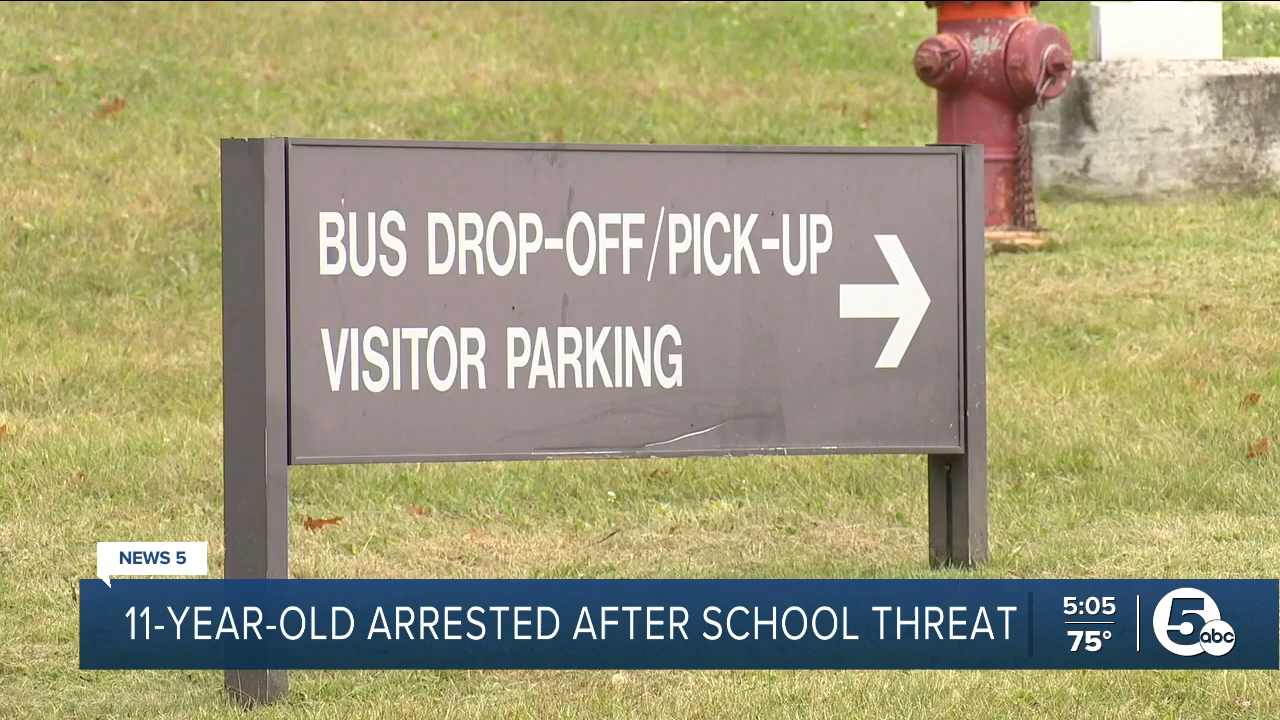 BUS DROP-OFF/PICK-UP
VISITOR PARKING
NEWS 5
11-YEAR-OLD ARRESTED AFTER SCHOOL THREAT
5:05
75°
5 abc